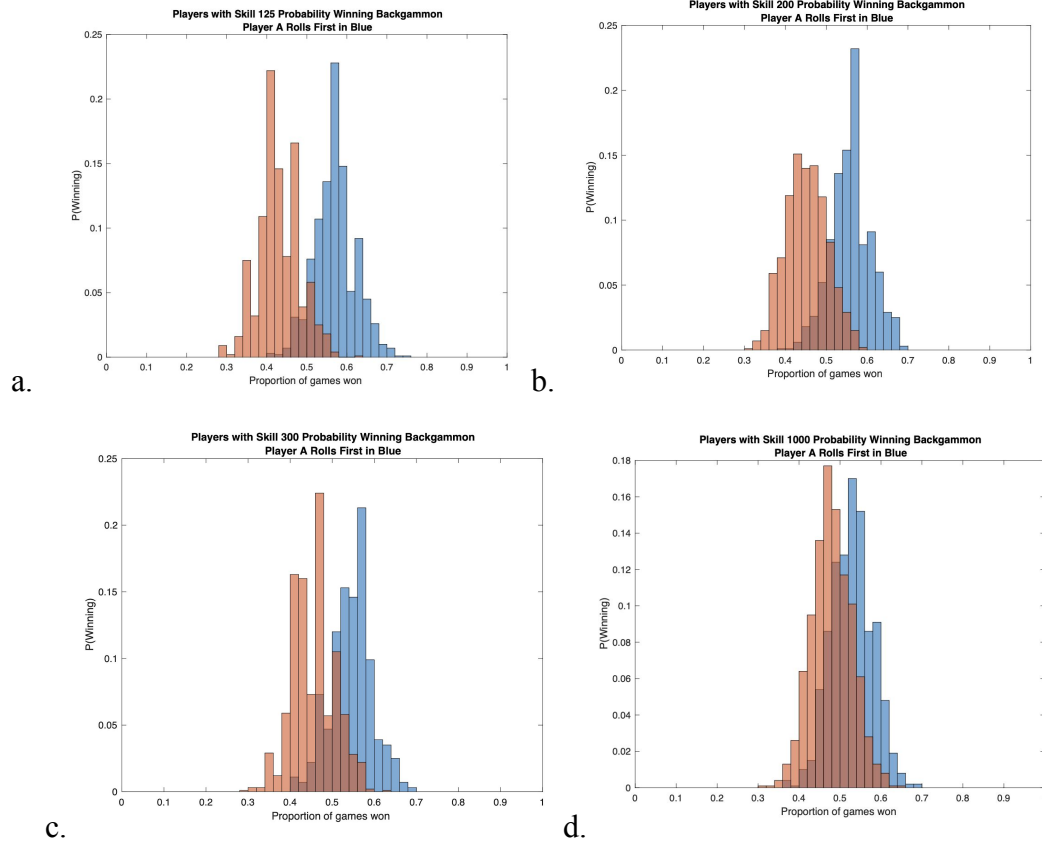 Players with Skill 125 Probability Winning Backgammon
Player A Rolls First in Blue
0.25
0.2
0.15
0.1
0.05
0
P(Winning)
0 0.1 0.2 0.3 0.4 0.5 0.6 0.7 0.8 0.9 1
Proportion of games won
a.
Players with Skill 200 Probability Winning Backgammon
Player A Rolls First in Blue
0.25
0.2
0.15
0.1
0.05
0
P(Winning)
0 0.1 0.2 0.3 0.4 0.5 0.6 0.7 0.8 0.9 1
Proportion of games won
b.
Players with Skill 300 Probability Winning Backgammon
Player A Rolls First in Blue
0.25
0.2
0.15
0.1
0.05
0
P(Winning)
0 0.1 0.2 0.3 0.4 0.5 0.6 0.7 0.8 0.9 1
Proportion of games won
c.
Players with Skill 1000 Probability Winning Backgammon
Player A Rolls First in Blue
0.18
0.16
0.14
0.12
0.1
0.08
0.06
0.04
0.02
0
P(Winning)
0 0.1 0.2 0.3 0.4 0.5 0.6 0.7 0.8 0.9
Proportion of games won
d.